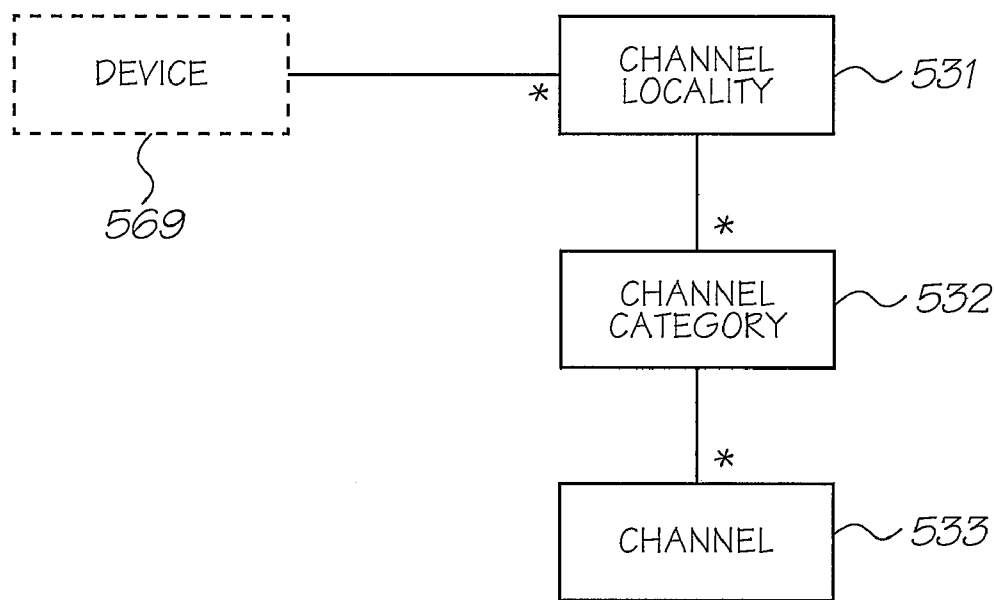 DEVICE
569
*
CHANNEL
LOCALITY
531
*
CHANNEL
CATEGORY
532
*
CHANNEL
533